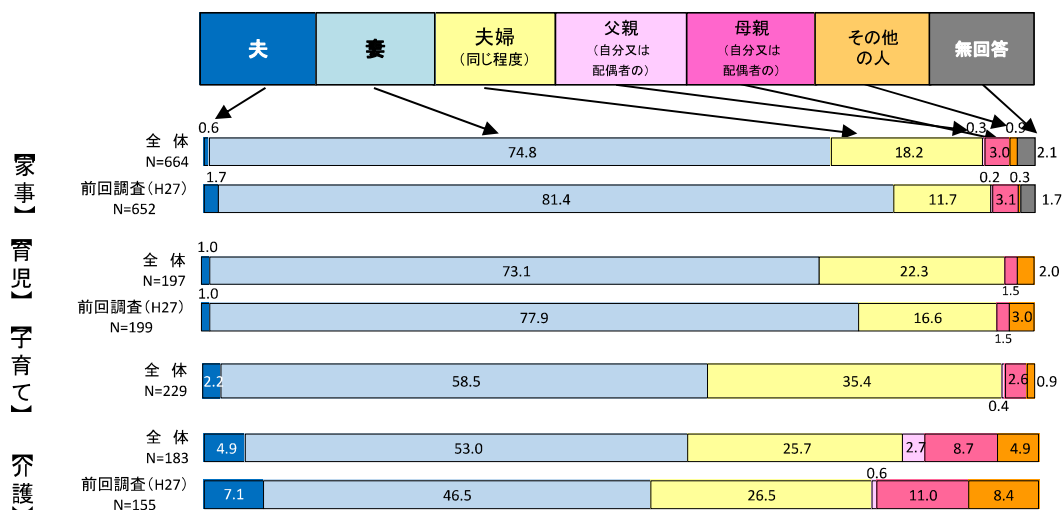 夫 妻 夫婦 (同じ程度) 父親 (自分又は 配偶者の) 母親 (自分又は 配偶者の) その他 の人 無回答
【家事】
全 体 N=664 0.6 74.8 18.2 0.3 3.0 0.9 2.1
前回調査(H27) N=652 1.7 81.4 11.7 0.2 3.1 0.3 1.7
【育児】
全 体 N=197 1.0 73.1 22.3 1.5 2.0
前回調査(H27) N=199 1.0 77.9 16.6 1.5 3.0
【子育て】
全 体 N=229 2.2 58.5 35.4 0.4 2.6 0.9
【介護】
全 体 N=183 4.9 53.0 25.7 2.7 8.7 4.9
前回調査(H27) N=155 7.1 46.5 26.5 0.6 11.0 8.4